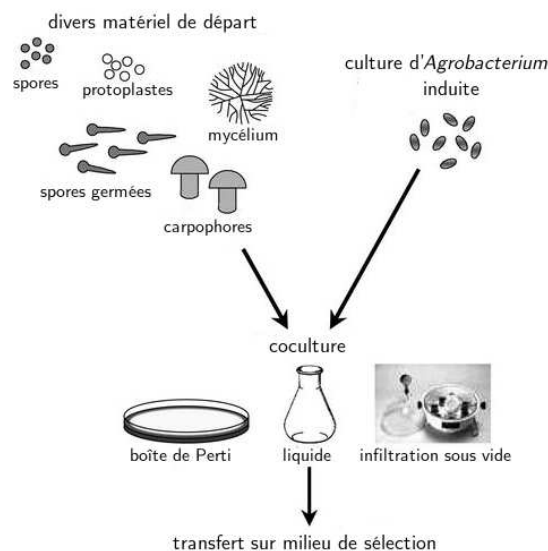 divers matériel de départ
spores
protoplastes
mycélium
spores germées
carpophores
culture d'Agrobacterium
induite
coculture
boîte de Perti
liquide
infiltration sous vide
transfert sur milieu de sélection